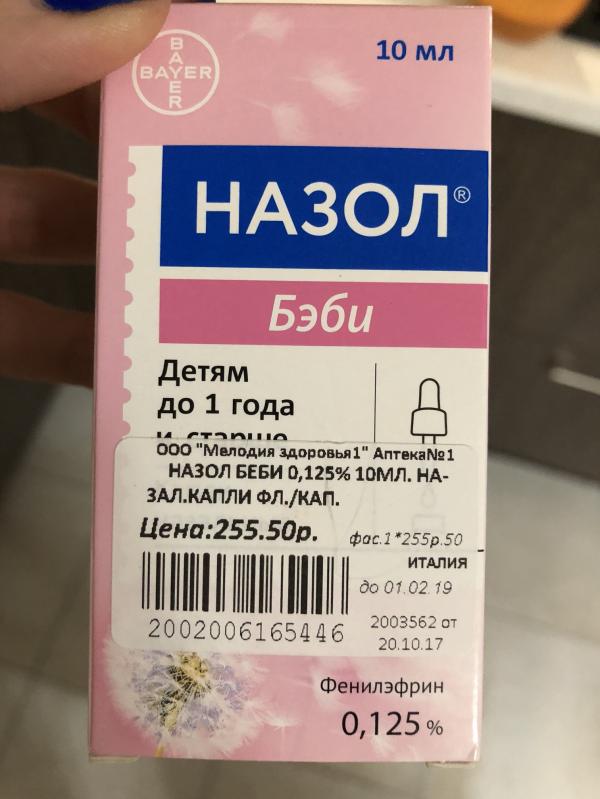 BAYER
BAYER
10 мл
НАЗОЛ®
Бэби
Детям
до 1 года
и старше
ООО "Мелодия здоровья1" Аптека№1
НАЗОЛ БЕБИ 0,125% 10МЛ. НА-
ЗАЛ.КАПЛИ ФЛ./КАП.
Цена:255.50р.
фас.1*255р.50
ИТАЛИЯ
до 01.02.19
2002006165446
2003562 от
20.10.17
Фенилэфрин
0,125 %